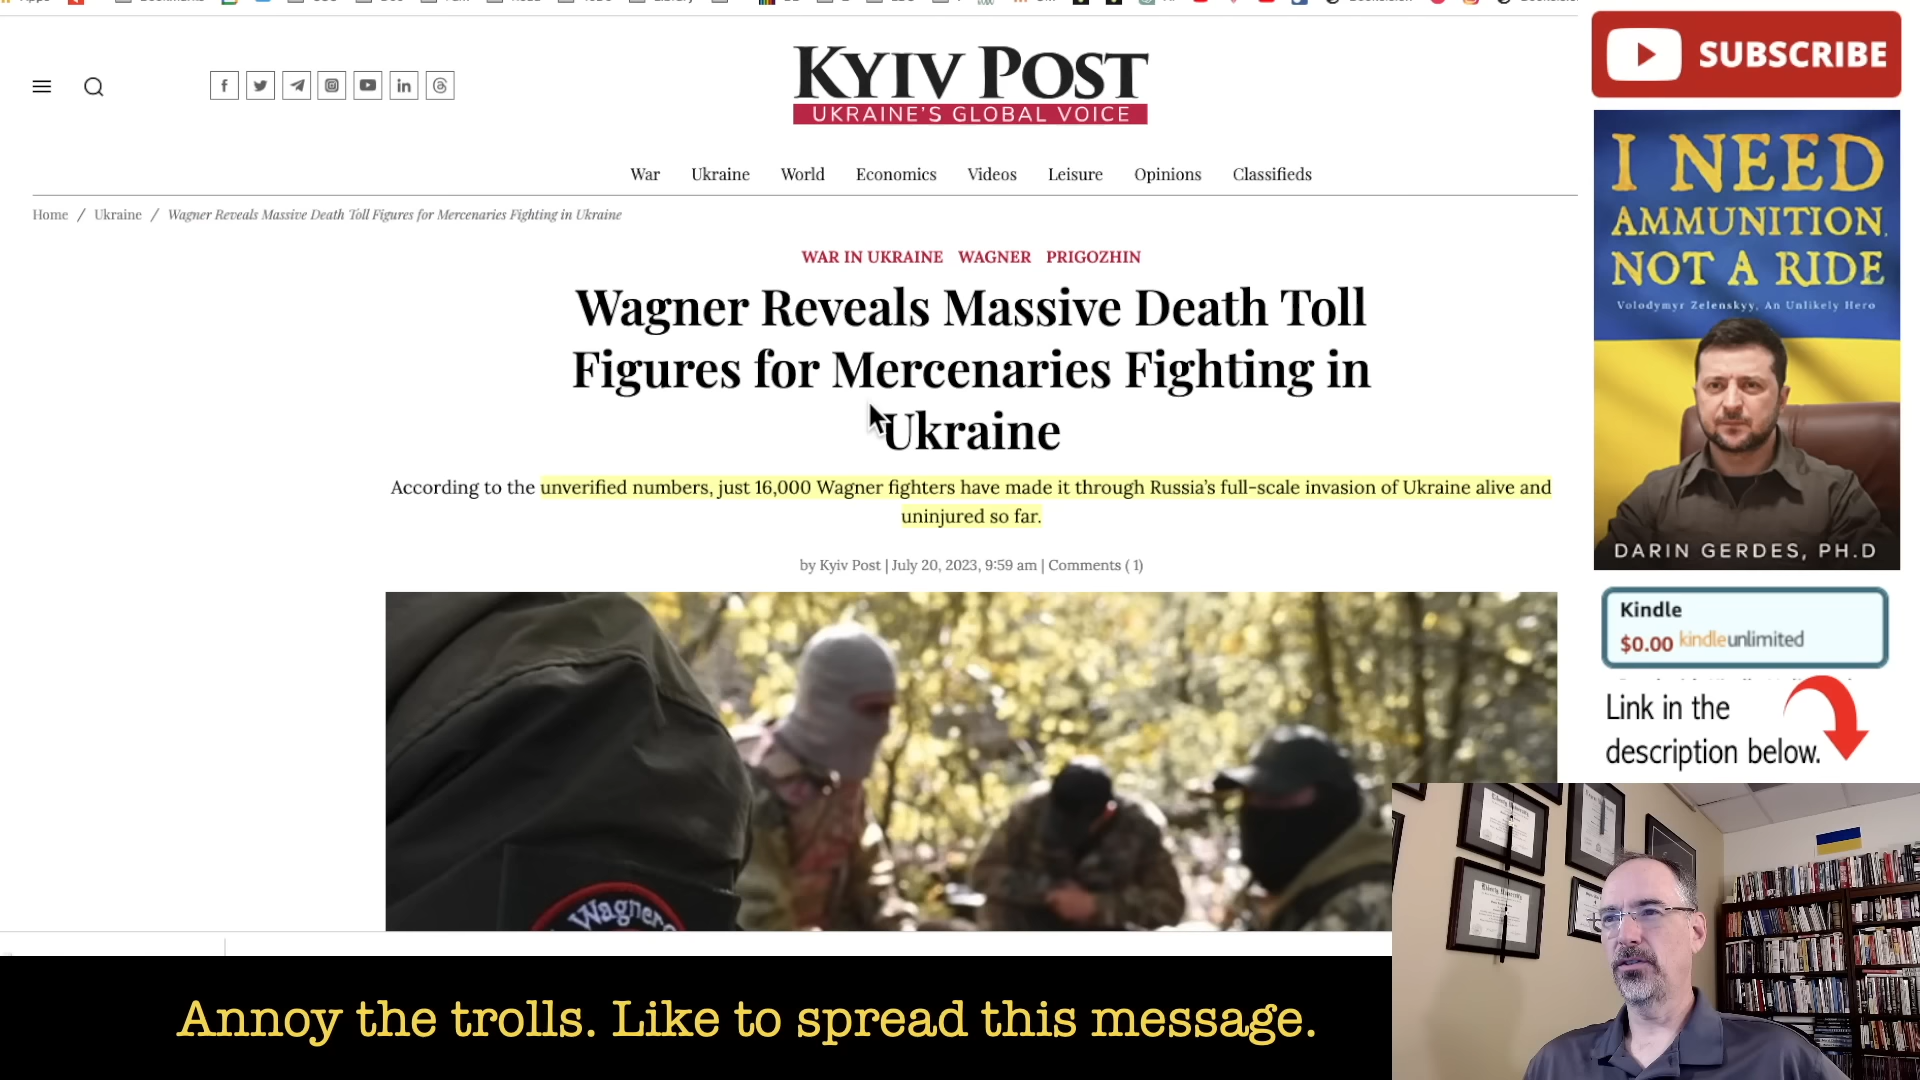 Apps
Bookmarks
SUBSCRIBE
KYIV POST
UKRAINE'S GLOBAL VOICE
War Ukraine World Economics Videos Leisure Opinions Classifieds
Home / Ukraine / Wagner Reveals Massive Death Toll Figures for Mercenaries Fighting in Ukraine
WAR IN UKRAINE WAGNER PRIGOZHIN
Wagner Reveals Massive Death Toll
Figures for Mercenaries Fighting in
Ukraine
According to the unverified numbers, just 16,000 Wagner fighters have made it through Russia's full-scale invasion of Ukraine alive and
uninjured so far.
by Kyiv Post | July 20, 2023, 9:59 am | Comments ( 1)
Wagner
I NEED
AMMUNITION,
NOT A RIDE
Volodymyr Zelenskyy, An Unlikely Hero
DARIN GERDES, PH.D
Kindle
$0.00 kindleunlimited
Link in the
description below.
Annoy the trolls. Like to spread this message.